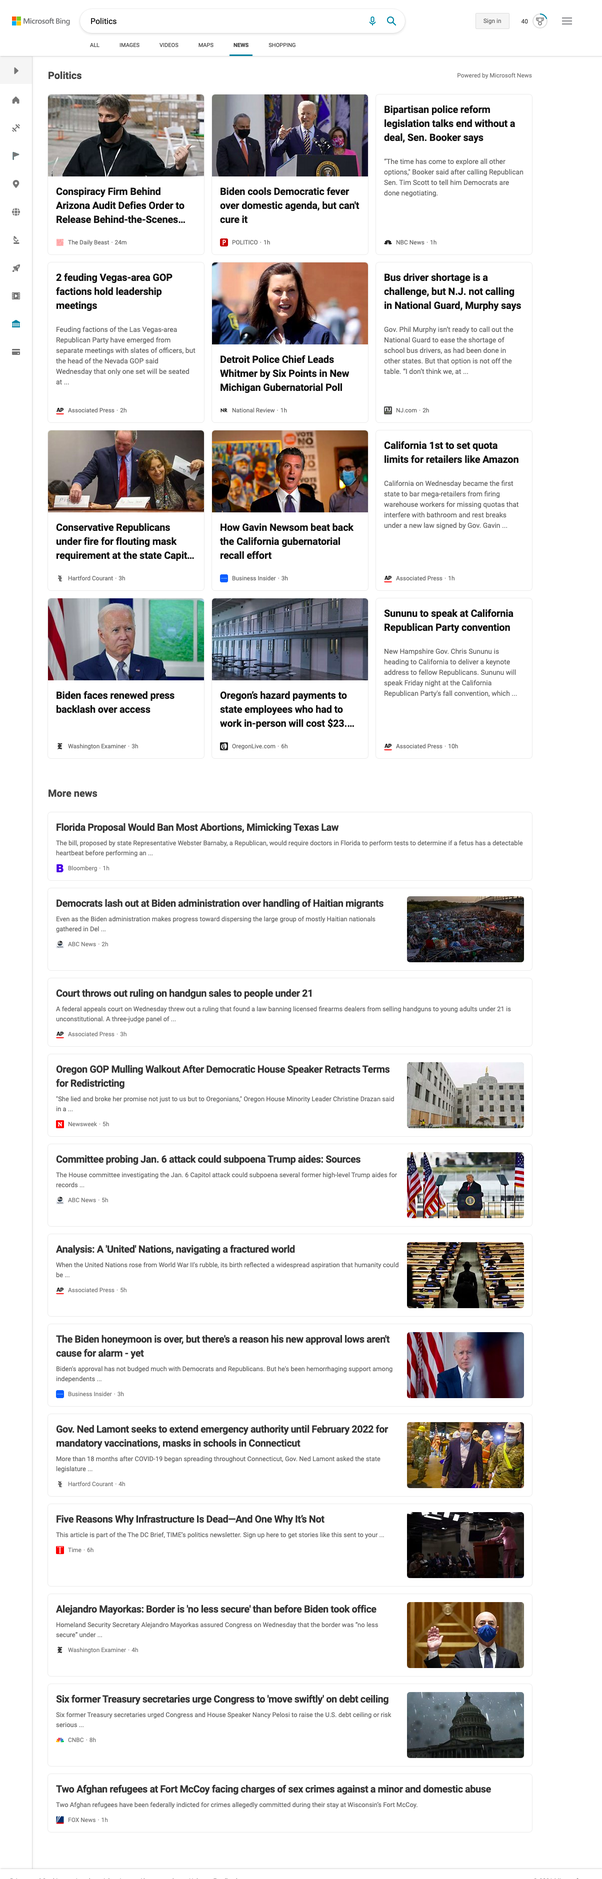 Microsoft Bing
Politics
Sign in
40
ALL
IMAGES
VIDEOS
MAPS
NEWS
SHOPPING
Politics
Powered by Microsoft News
Conspiracy Firm Behind
Arizona Audit Defies Order to
Release Behind-the-Scenes...
The Daily Beast · 24m
Biden cools Democratic fever
over domestic agenda, but can't
cure it
POLITICO · 1h
Bipartisan police reform
legislation talks end without a
deal, Sen. Booker says
"The time has come to explore all other
options," Booker said after calling Republican
Sen. Tim Scott to tell him Democrats are
done negotiating.
NBC News · 1h
2 feuding Vegas-area GOP
factions hold leadership
meetings
Feuding factions of the Las Vegas-area
Republican Party have emerged from
separate meetings with slates of officers, but
the head of the Nevada GOP said
Wednesday that only one set will be seated
at ...
AP Associated Press · 2h
Detroit Police Chief Leads
Whitmer by Six Points in New
Michigan Gubernatorial Poll
NR National Review · 1h
Bus driver shortage is a
challenge, but N.J. not calling
in National Guard, Murphy says
Gov. Phil Murphy isn't ready to call out the
National Guard to ease the shortage of
school bus drivers, as had been done in
other states. But that option is not off the
table. "I don't think we, at ...
NJ.com · 2h
Conservative Republicans
under fire for flouting mask
requirement at the state Capit...
Hartford Courant · 3h
How Gavin Newsom beat back
the California gubernatorial
recall effort
Business Insider · 3h
California 1st to set quota
limits for retailers like Amazon
California on Wednesday became the first
state to bar mega-retailers from firing
warehouse workers for missing quotas that
interfere with bathroom and rest breaks
under a new law signed by Gov. Gavin ...
AP Associated Press · 1h
Biden faces renewed press
backlash over access
Washington Examiner · 3h
Oregon's hazard payments to
state employees who had to
work in-person will cost $23....
OregonLive.com · 6h
Sununu to speak at California
Republican Party convention
New Hampshire Gov. Chris Sununu is
heading to California to deliver a keynote
address to fellow Republicans. Sununu will
speak Friday night at the California
Republican Party's fall convention, which ...
AP Associated Press · 10h
More news
Florida Proposal Would Ban Most Abortions, Mimicking Texas Law
The bill, proposed by state Representative Webster Barnaby, a Republican, would require doctors in Florida to perform tests to determine if a fetus has a detectable
heartbeat before performing an ...
B Bloomberg · 1h
Democrats lash out at Biden administration over handling of Haitian migrants
Even as the Biden administration makes progress toward dispersing the large group of mostly Haitian nationals
gathered in Del ...
ABC News · 2h
Court throws out ruling on handgun sales to people under 21
A federal appeals court on Wednesday threw out a ruling that found a law banning licensed firearms dealers from selling handguns to young adults under 21 is
unconstitutional. A three-judge panel of ...
AP Associated Press · 3h
Oregon GOP Mulling Walkout After Democratic House Speaker Retracts Terms
for Redistricting
"She lied and broke her promise not just to us but to Oregonians," Oregon House Minority Leader Christine Drazan said
in a ...
N Newsweek · 5h
Committee probing Jan. 6 attack could subpoena Trump aides: Sources
The House committee investigating the Jan. 6 Capitol attack could subpoena several former high-level Trump aides for
records ...
ABC News · 5h
Analysis: A 'United' Nations, navigating a fractured world
When the United Nations rose from World War II's rubble, its birth reflected a widespread aspiration that humanity could
be ...
AP Associated Press · 5h
The Biden honeymoon is over, but there's a reason his new approval lows aren't
cause for alarm - yet
Biden's approval has not budged much with Democrats and Republicans. But he's been hemorrhaging support among
independents ...
Business Insider · 3h
Gov. Ned Lamont seeks to extend emergency authority until February 2022 for
mandatory vaccinations, masks in schools in Connecticut
More than 18 months after COVID-19 began spreading throughout Connecticut, Gov. Ned Lamont asked the state
legislature ...
Hartford Courant · 4h
Five Reasons Why Infrastructure Is Dead—And One Why It's Not
This article is part of the The DC Brief, TIME's politics newsletter. Sign up here to get stories like this sent to your ...
Time · 6h
Alejandro Mayorkas: Border is 'no less secure' than before Biden took office
Homeland Security Secretary Alejandro Mayorkas assured Congress on Wednesday that the border was "no less
secure" under ...
Washington Examiner · 4h
Six former Treasury secretaries urge Congress to 'move swiftly' on debt ceiling
Six former Treasury secretaries urged Congress and House Speaker Nancy Pelosi to raise the U.S. debt ceiling or risk
serious ...
CNBC · 8h
Two Afghan refugees at Fort McCoy facing charges of sex crimes against a minor and domestic abuse
Two Afghan refugees have been federally indicted for crimes allegedly committed during their stay at Wisconsin's Fort McCoy.
FOX News · 1h